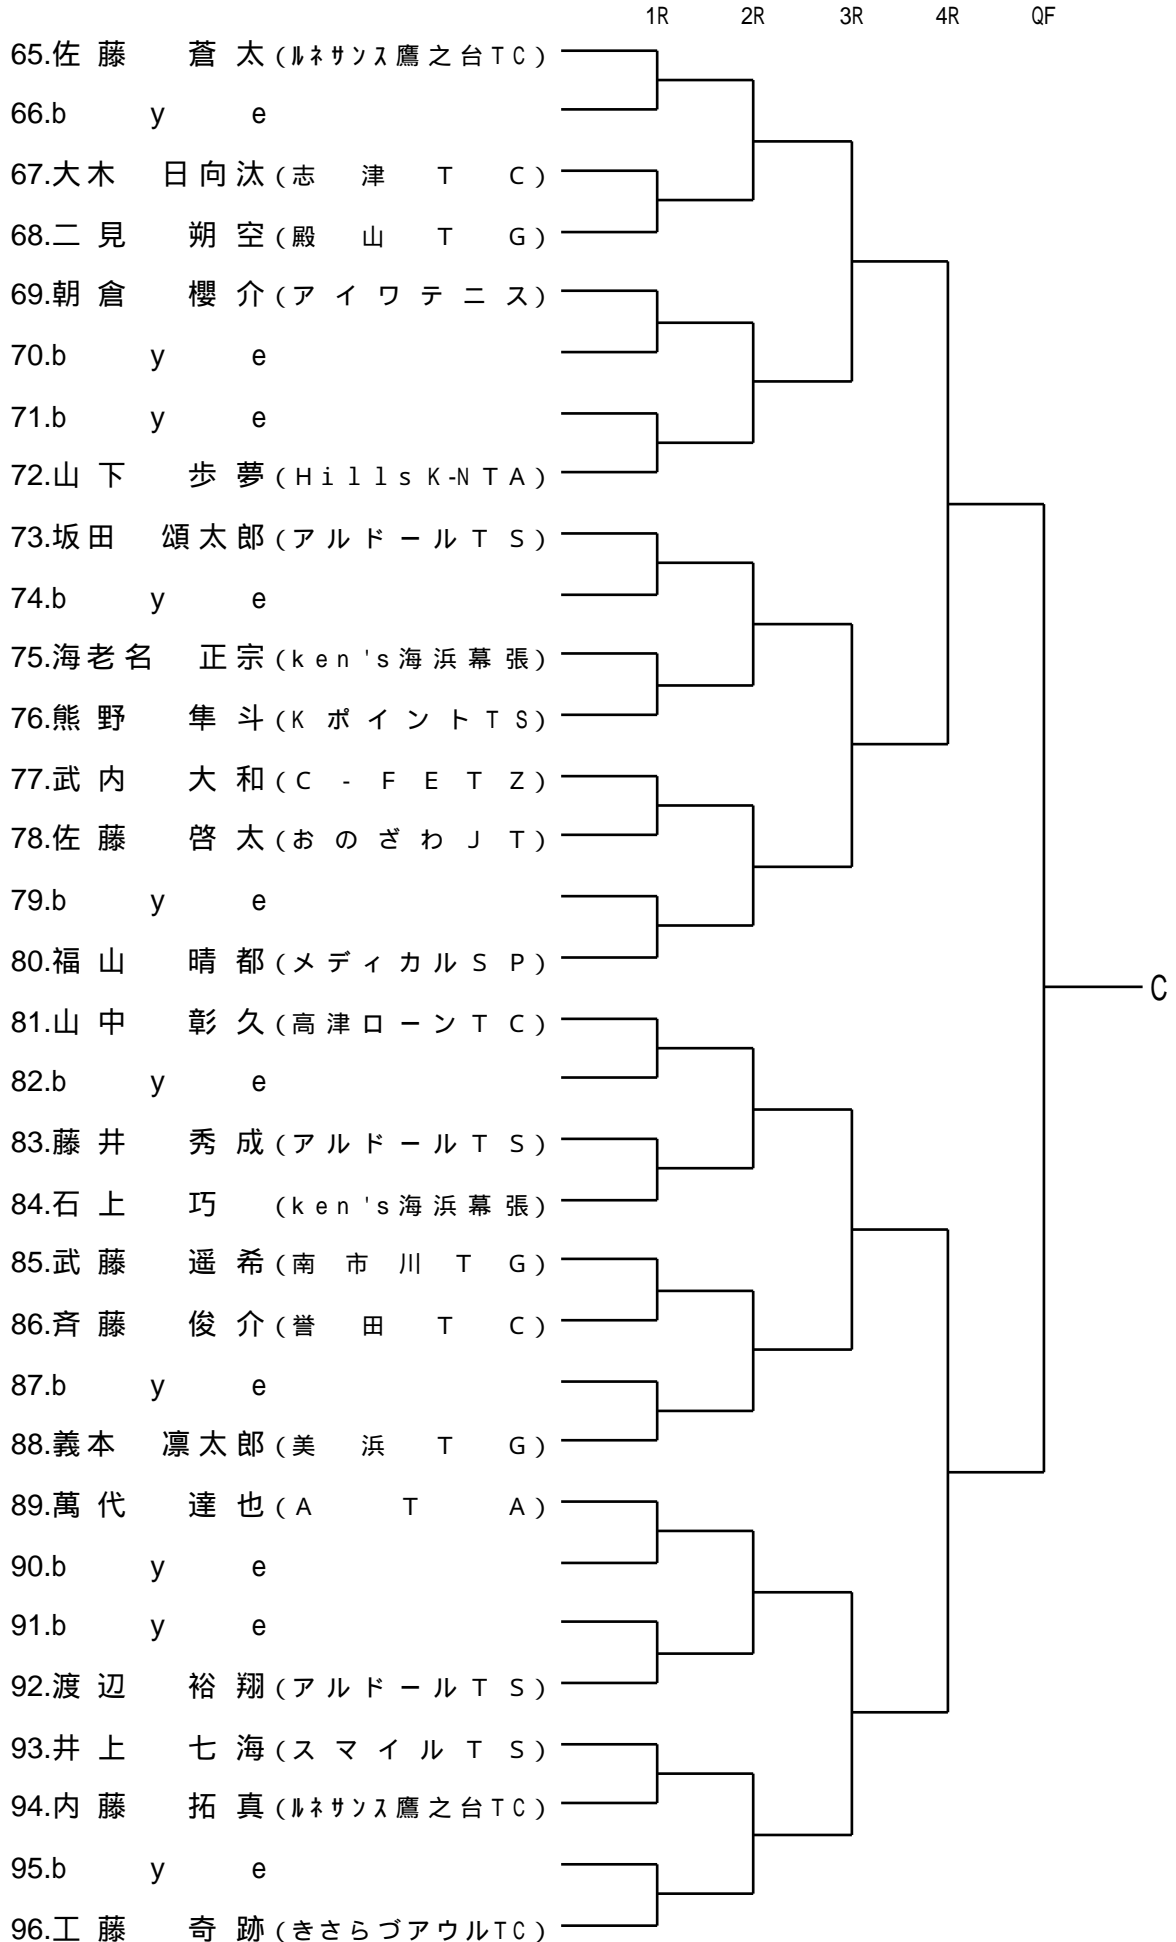 1R 2R 3R 4R QF
65.佐藤 蒼太(ﾙﾈｻﾝｽ鷹之台TC)
66.bye
67.大木 日向汰(志津TC)
68.二見 朔空(殿山TG)
69.朝倉 櫻介(アイワテニス)
70.bye
71.bye
72.山下 歩夢(HillsK-NTA)
73.坂田 頌太郎(アルドールTS)
74.bye
75.海老名 正宗(ken's海浜幕張)
76.熊野 隼斗(KポイントTS)
77.武内 大和(C-FETZ)
78.佐藤 啓太(おのざわJT)
79.bye
80.福山 晴都(メディカルSP)
C
81.山中 彰久(高津ローンTC)
82.bye
83.藤井 秀成(アルドールTS)
84.石上 巧(ken's海浜幕張)
85.武藤 遥希(南市川TG)
86.斉藤 俊介(誉田TC)
87.bye
88.義本 凛太郎(美浜TG)
89.萬代 達也(ATA)
90.bye
91.bye
92.渡辺 裕翔(アルドールTS)
93.井上 七海(スマイルTS)
94.内藤 拓真(ﾙﾈｻﾝｽ鷹之台TC)
95.bye
96.工藤 奇跡(きさらづアウルTC)